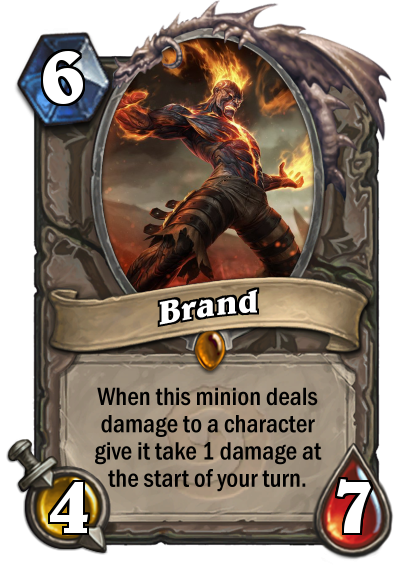 6
Brand
When this minion deals
damage to a character
give it take 1 damage at
the start of your turn.
4
7